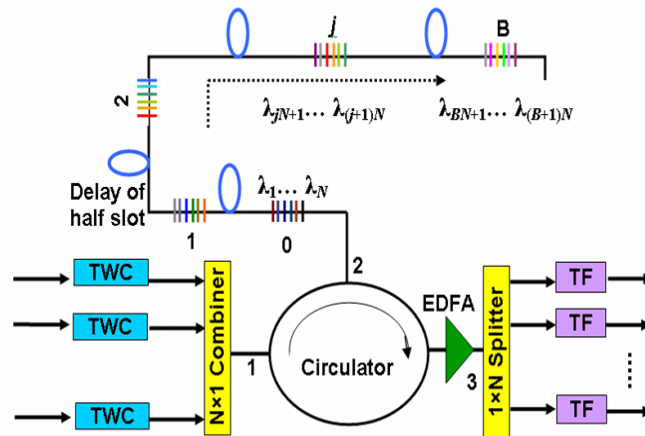 j
B
2
λjN+1... λ(j+1)N
λBN+1... λ(B+1)N
Delay of
half slot
λ1... λN
1
0
2
TWC
TWC
TWC
N×1 Combiner
1
Circulator
EDFA
3
1×N Splitter
TF
TF
TF